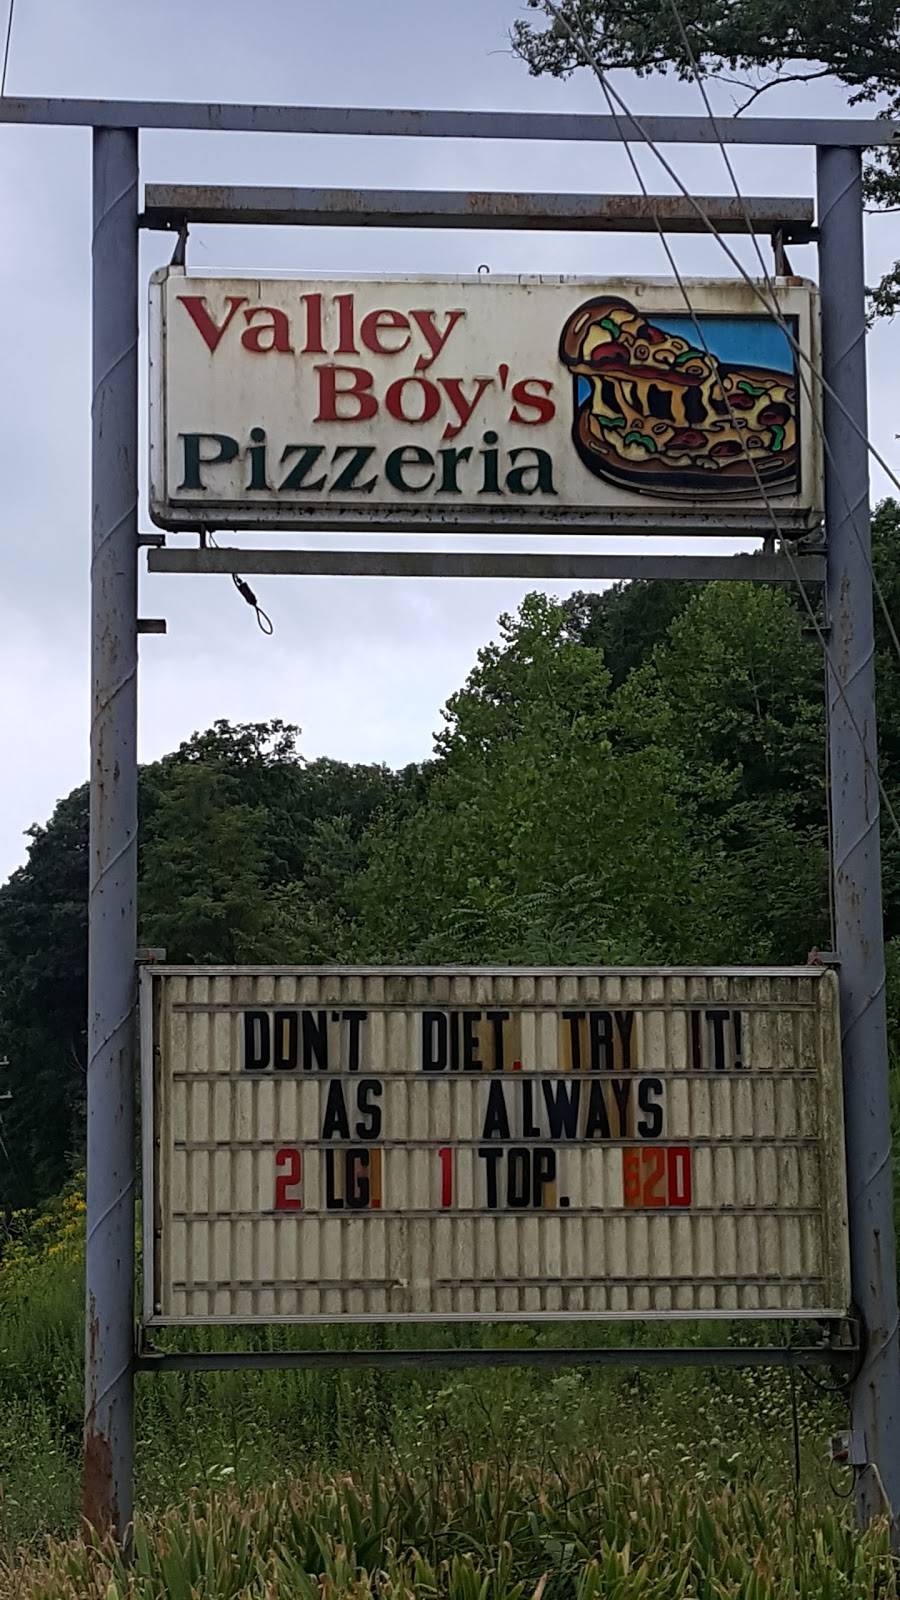 Valley
Boy's
Pizzeria
DON'T DIET. TRY IT!
AS ALWAYS
2 LG. 1 TOP. $20